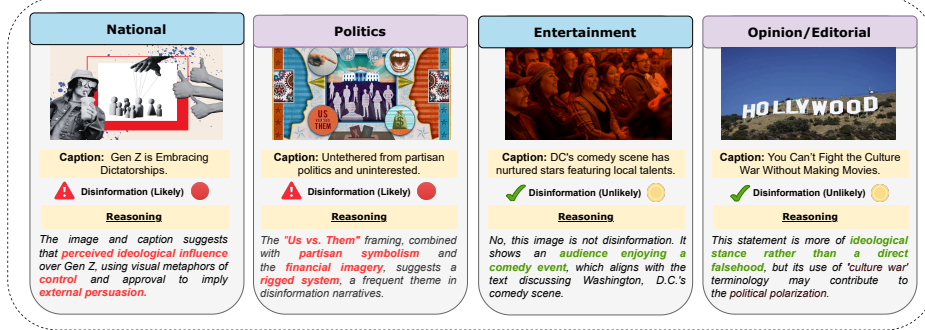 National
Caption: Gen Z is Embracing
Dictatorships.
Disinformation (Likely)
Reasoning
The image and caption suggests
that perceived ideological influence
over Gen Z, using visual metaphors of
control and approval to imply
external persuasion.
Politics
US
THEM
Caption: Untethered from partisan
politics and uninterested.
Disinformation (Likely)
Reasoning
The "Us vs. Them" framing, combined
with partisan symbolism and
the financial imagery, suggests a
rigged system, a frequent theme in
disinformation narratives.
Entertainment
Caption: DC's comedy scene has
nurtured stars featuring local talents.
Disinformation (Unlikely)
Reasoning
No, this image is not disinformation. It
shows an audience enjoying a
comedy event, which aligns with the
text discussing Washington, D.C.'s
comedy scene.
Opinion/Editorial
HOLLYWOOD
Caption: You Can't Fight the Culture
War Without Making Movies.
Disinformation (Unlikely)
Reasoning
This statement is more of ideological
stance rather than a direct
falsehood, but its use of 'culture war'
terminology may contribute to
the political polarization.